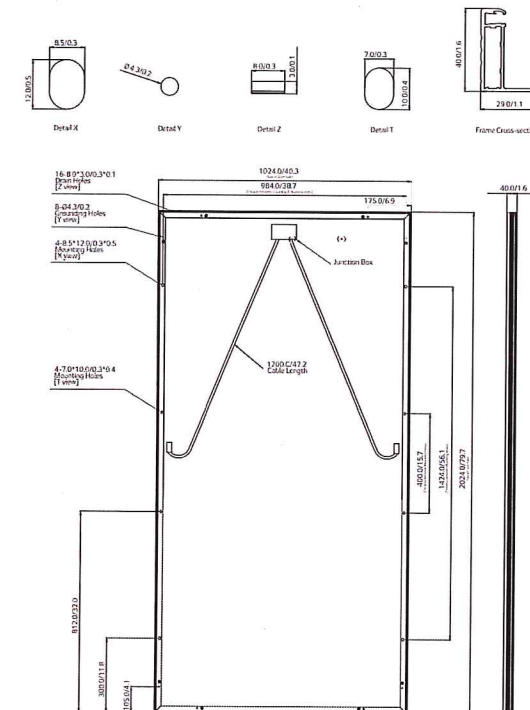 8.5/0.3
12.0/0.5
Detail X
Ø4.3/0.2
Detail Y
8.0/0.3
3.0/0.1
Detail Z
7.0/0.3
10.0/0.4
Detail T
40.0/1.6
29.0/1.1
Frame Cross-secti
1024.0/40.3
984.0/38.7
175.0/6.9
40.0/1.6
16-8.0*3.0/0.3*0.1
Drain Holes
[Z view]
8-Ø4.3/0.2
Grounding Holes
[Y view]
4-8.5*12.0/0.3*0.5
Mounting Holes
[X view]
4-7.0*10.0/0.3*0.4
Mounting Holes
[T view]
(+)
Junction Box
1200.0/47.2
Cable Length
400.0/15.7
1424.0/56.1
2024.0/79.7
812.0/32.0
300.0/11.8
105.0/4.1